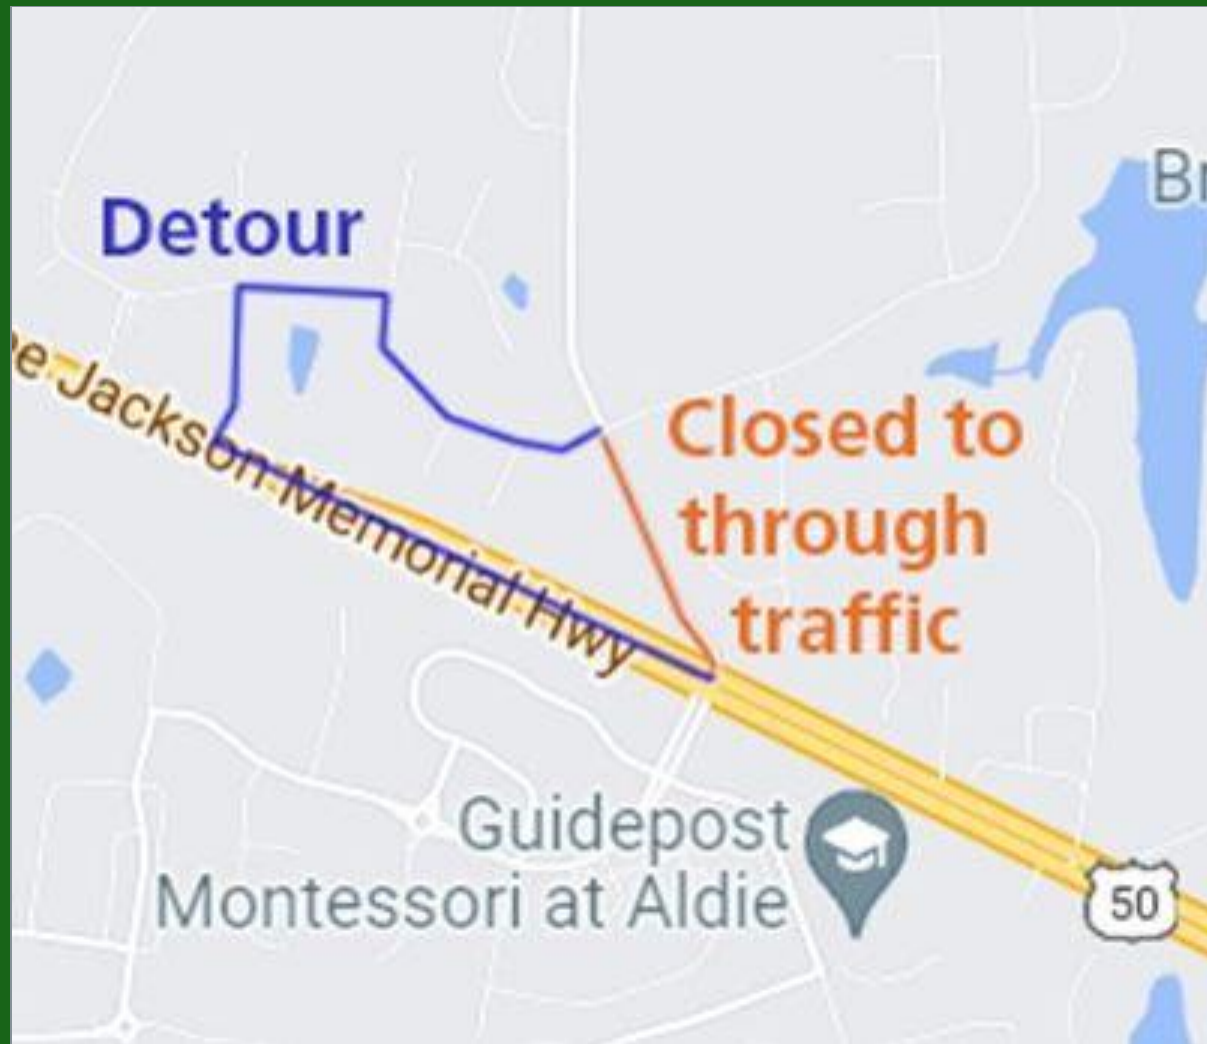 Br
Detour
e Jackson Memorial Hwy
Closed to
through
traffic
Guidepost
Montessori at Aldie
50